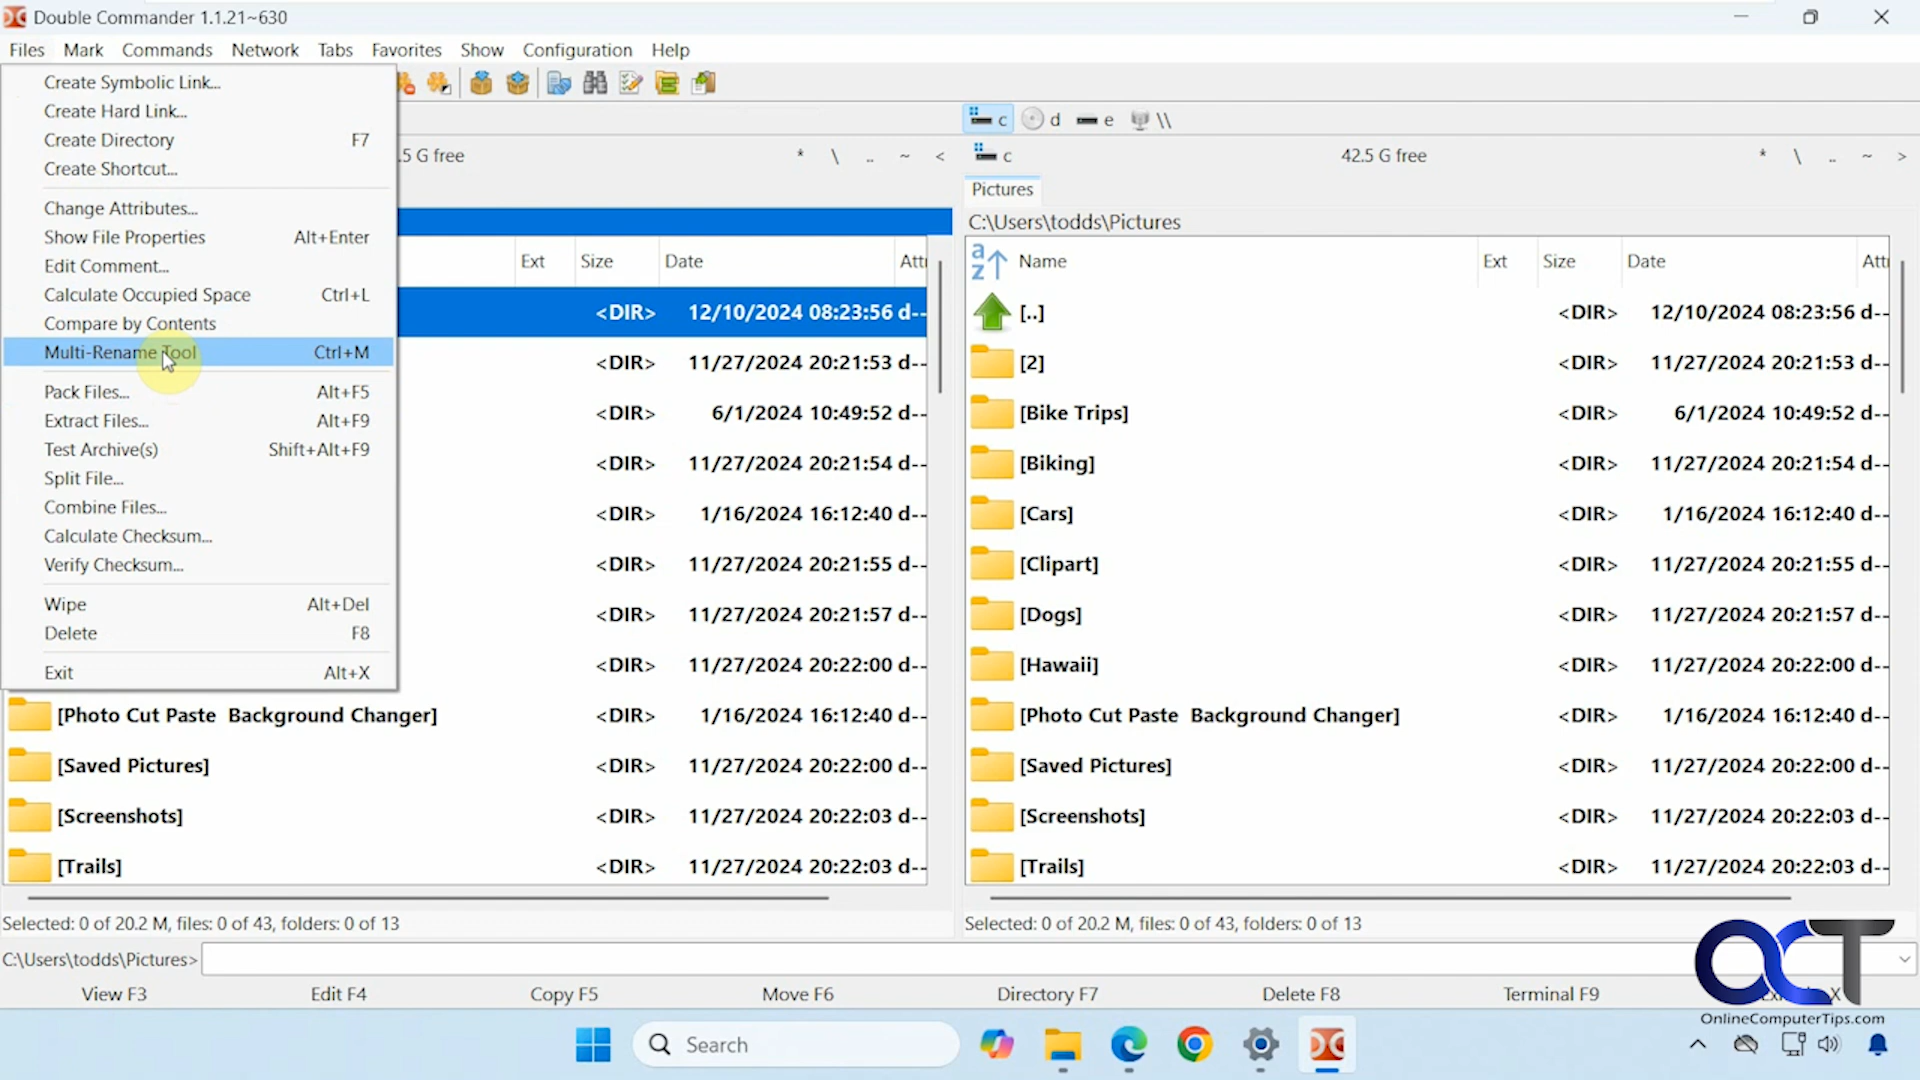 Double Commander 1.1.21~630
Files Mark Commands Network Tabs Favorites Show Configuration Help
Create Symbolic Link...
Create Hard Link...
Create Directory F7
Create Shortcut...
Change Attributes...
Show File Properties Alt+Enter
Edit Comment...
Calculate Occupied Space Ctrl+L
Compare by Contents
Multi-Rename Tool Ctrl+M
Pack Files... Alt+F5
Extract Files... Alt+F9
Test Archive(s) Shift+Alt+F9
Split File...
Combine Files...
Calculate Checksum...
Verify Checksum...
Wipe Alt+Del
Delete F8
Exit Alt+X
.5 G free * \ .. ~ <
Ext Size Date Attr
<DIR> 12/10/2024 08:23:56 d--
<DIR> 11/27/2024 20:21:53 d--
<DIR> 6/1/2024 10:49:52 d--
<DIR> 11/27/2024 20:21:54 d--
<DIR> 1/16/2024 16:12:40 d--
<DIR> 11/27/2024 20:21:55 d--
<DIR> 11/27/2024 20:21:57 d--
<DIR> 11/27/2024 20:22:00 d--
[Photo Cut Paste  Background Changer] <DIR> 1/16/2024 16:12:40 d--
[Saved Pictures] <DIR> 11/27/2024 20:22:00 d--
[Screenshots] <DIR> 11/27/2024 20:22:03 d--
[Trails] <DIR> 11/27/2024 20:22:03 d--
Selected: 0 of 20.2 M, files: 0 of 43, folders: 0 of 13
c d e \\
c 42.5 G free * \ .. ~ >
Pictures
C:\Users\todds\Pictures
Name Ext Size Date Attr
[..] <DIR> 12/10/2024 08:23:56 d--
[2] <DIR> 11/27/2024 20:21:53 d--
[Bike Trips] <DIR> 6/1/2024 10:49:52 d--
[Biking] <DIR> 11/27/2024 20:21:54 d--
[Cars] <DIR> 1/16/2024 16:12:40 d--
[Clipart] <DIR> 11/27/2024 20:21:55 d--
[Dogs] <DIR> 11/27/2024 20:21:57 d--
[Hawaii] <DIR> 11/27/2024 20:22:00 d--
[Photo Cut Paste  Background Changer] <DIR> 1/16/2024 16:12:40 d--
[Saved Pictures] <DIR> 11/27/2024 20:22:00 d--
[Screenshots] <DIR> 11/27/2024 20:22:03 d--
[Trails] <DIR> 11/27/2024 20:22:03 d--
Selected: 0 of 20.2 M, files: 0 of 43, folders: 0 of 13
C:\Users\todds\Pictures>
View F3 Edit F4 Copy F5 Move F6 Directory F7 Delete F8 Terminal F9
OCT
OnlineComputerTips.com
Search